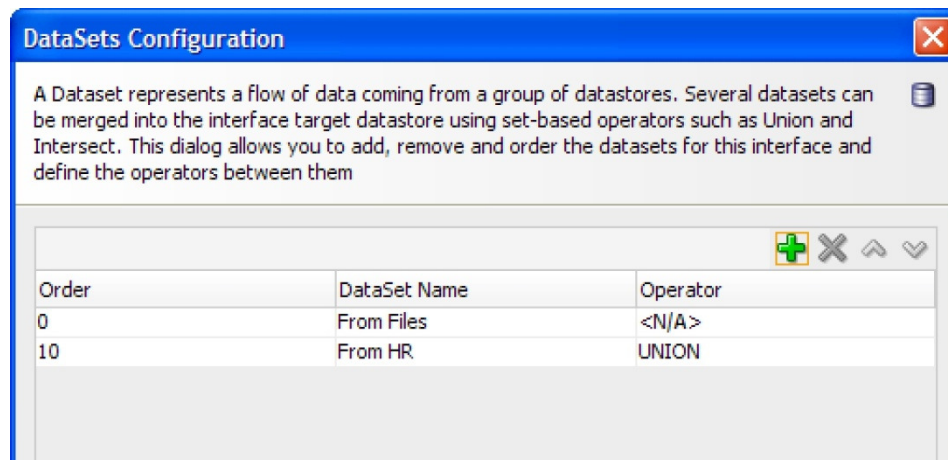 DataSets Configuration
A Dataset represents a flow of data coming from a group of datastores. Several datasets can
be merged into the interface target datastore using set-based operators such as Union and
Intersect. This dialog allows you to add, remove and order the datasets for this interface and
define the operators between them
Order DataSet Name Operator
0 From Files <N/A>
10 From HR UNION